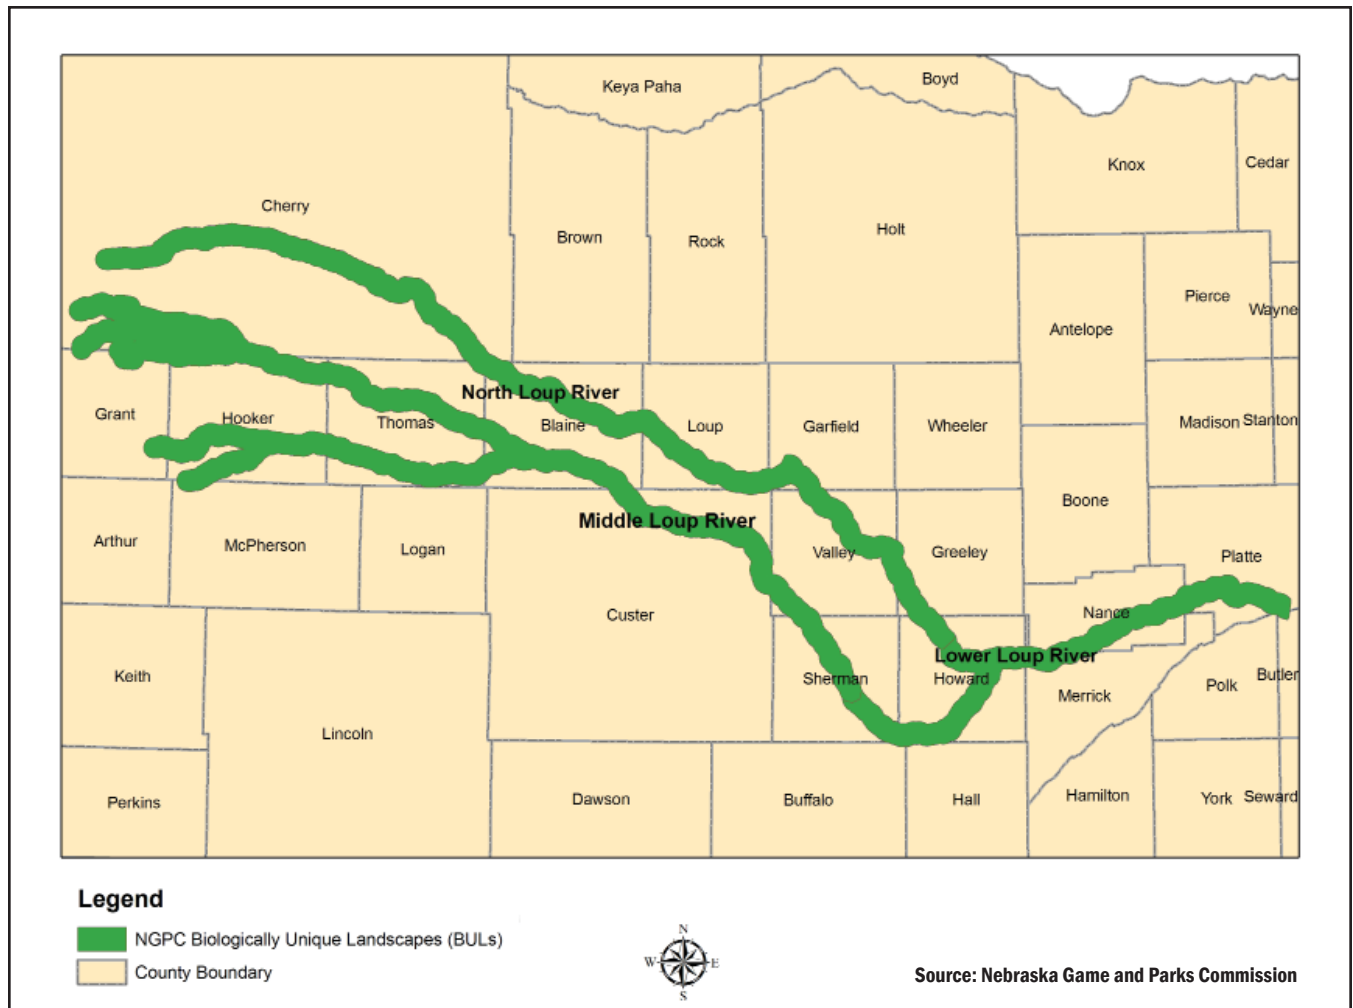 Keya Paha
Boyd
Knox
Cedar
Cherry
Brown
Rock
Holt
Pierce
Wayne
Antelope
North Loup River
Grant
Hooker
Thomas
Blaine
Loup
Garfield
Wheeler
Madison
Stanton
Boone
Middle Loup River
Arthur
McPherson
Logan
Valley
Greeley
Platte
Custer
Nance
Lower Loup River
Keith
Sherman
Howard
Merrick
Polk
Butler
Lincoln
Perkins
Dawson
Buffalo
Hall
Hamilton
York
Seward
Legend
NGPC Biologically Unique Landscapes (BULs)
County Boundary
N
W
E
S
Source: Nebraska Game and Parks Commission